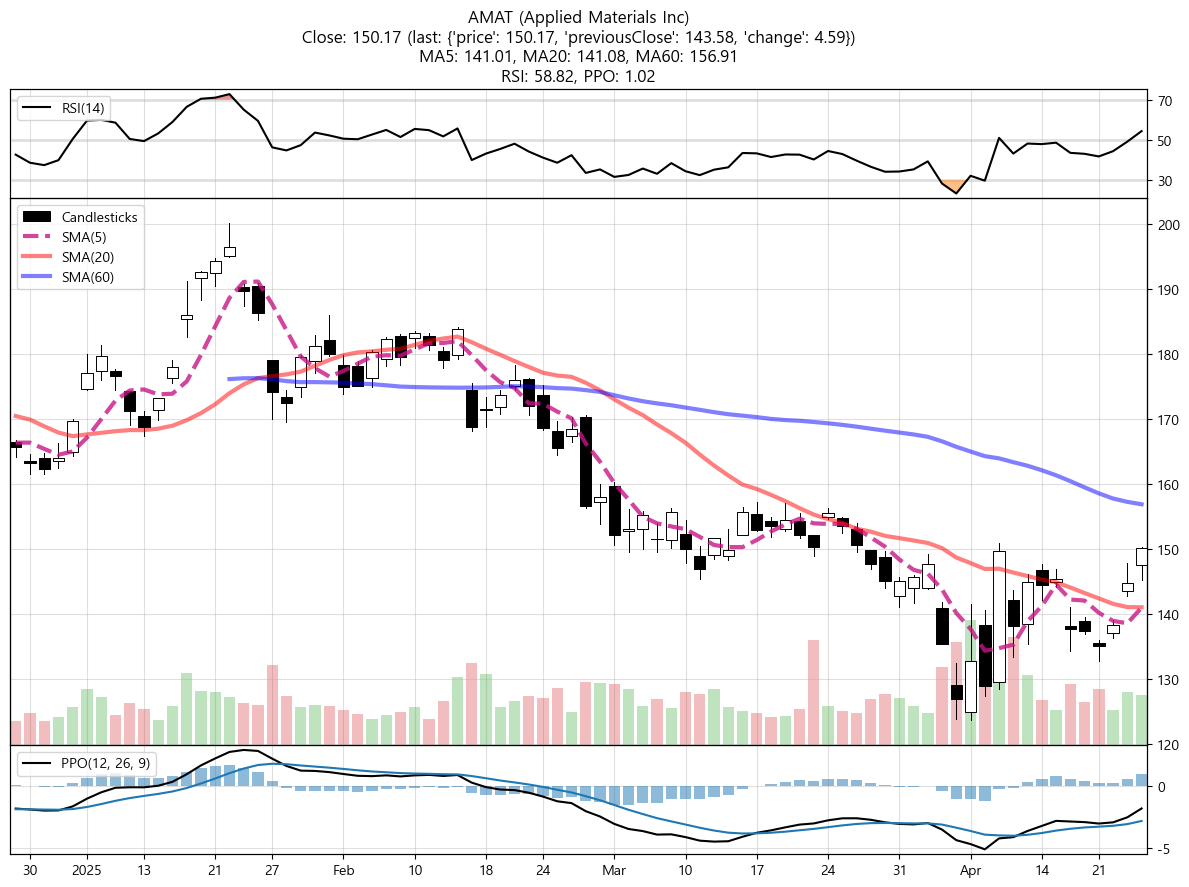 AMAT (Applied Materials Inc)
Close: 150.17 (last: {'price': 150.17, 'previousClose': 143.58, 'change': 4.59})
MA5: 141.01, MA20: 141.08, MA60: 156.91
RSI: 58.82, PPO: 1.02
RSI(14)
70
50
30
Candlesticks
SMA(5)
SMA(20)
SMA(60)
200
190
180
170
160
150
140
130
120
PPO(12, 26, 9)
0
-5
30 2025 13 21 27 Feb 10 18 24 Mar 10 17 24 31 Apr 14 21